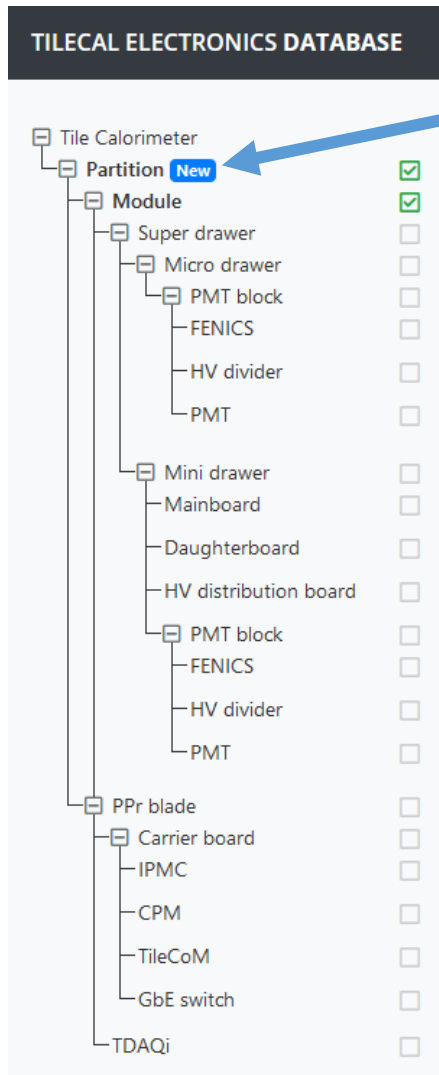 TILECAL ELECTRONICS DATABASE
Tile Calorimeter
Partition New
Module
Super drawer
Micro drawer
PMT block
FENICS
HV divider
PMT
Mini drawer
Mainboard
Daughterboard
HV distribution board
PMT block
FENICS
HV divider
PMT
PPr blade
Carrier board
IPMC
CPM
TileCoM
GbE switch
TDAQi